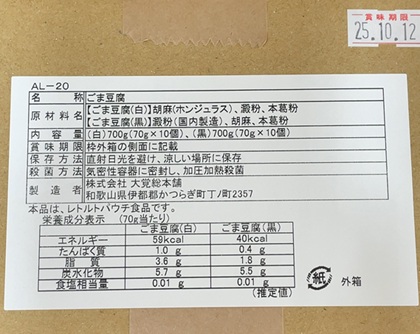 賞味期限
25.10.12
AL-20
名称 ごま豆腐
原材料名 【ごま豆腐(白)】胡麻(ホンジュラス)、澱粉、本葛粉
【ごま豆腐(黒)】澱粉(国内製造)、胡麻、本葛粉
内容量 (白)700g(70g×10個)、(黒)700g(70g×10個)
賞味期限 枠外箱の側面に記載
保存方法 直射日光を避け、涼しい場所に保存
殺菌方法 気密性容器に密封し、加圧加熱殺菌
製造者 株式会社 大覚総本舗
和歌山県伊都郡かつらぎ町丁ノ町2357
本品は、レトルトパウチ食品です。
栄養成分表示 (70g当たり)
ごま豆腐(白) ごま豆腐(黒)
エネルギー 59kcal 40kcal
たんぱく質 1.0 g 0.4 g
脂質 3.6 g 1.8 g
炭水化物 5.7 g 5.5 g
食塩相当量 0.01 g 0.01 g
(推定値)
紙 外箱